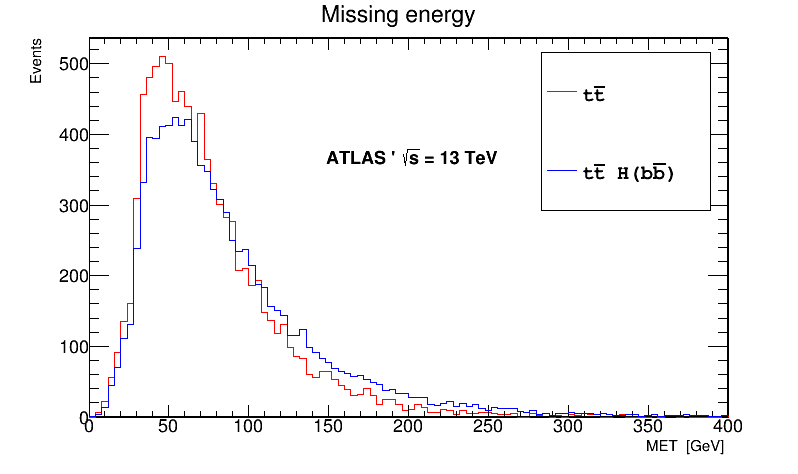 Missing energy
Events
500
400
300
200
100
0
tt̅
ATLAS ' √s = 13 TeV
tt̅ H(bb̅)
0 50 100 150 200 250 300 350 400
MET [GeV]